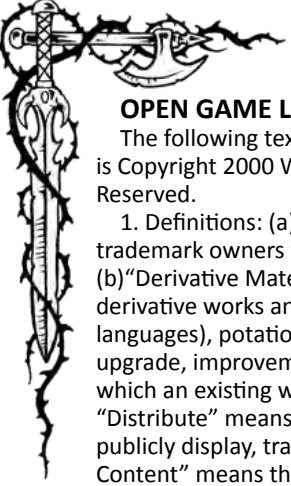 OPEN GAME L
The following tex
is Copyright 2000 W
Reserved.
1. Definitions: (a)
trademark owners
(b)“Derivative Mate
derivative works an
languages), potatio
upgrade, improvem
which an existing w
“Distribute” means
publicly display, tra
Content” means th